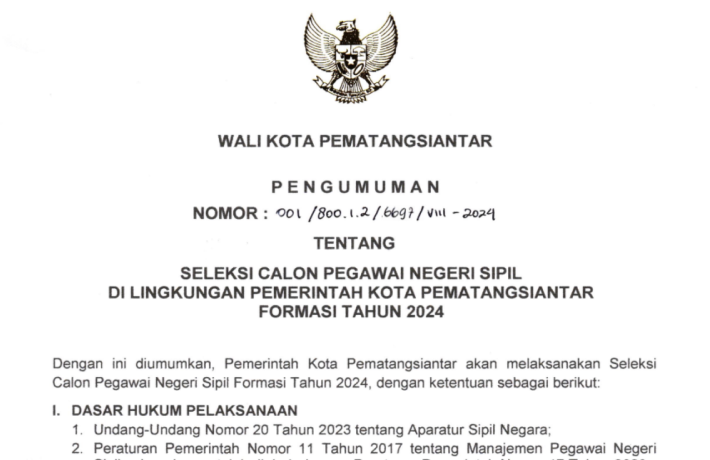 WALI KOTA PEMATANGSIANTAR
PENGUMUMAN
NOMOR : 001/800.1.2/6697/VIII-2024
TENTANG
SELEKSI CALON PEGAWAI NEGERI SIPIL
DI LINGKUNGAN PEMERINTAH KOTA PEMATANGSIANTAR
FORMASI TAHUN 2024
Dengan ini diumumkan, Pemerintah Kota Pematangsiantar akan melaksanakan Seleksi
Calon Pegawai Negeri Sipil Formasi Tahun 2024, dengan ketentuan sebagai berikut:
I. DASAR HUKUM PELAKSANAAN
1. Undang-Undang Nomor 20 Tahun 2023 tentang Aparatur Sipil Negara;
2. Peraturan Pemerintah Nomor 11 Tahun 2017 tentang Manajemen Pegawai Negeri